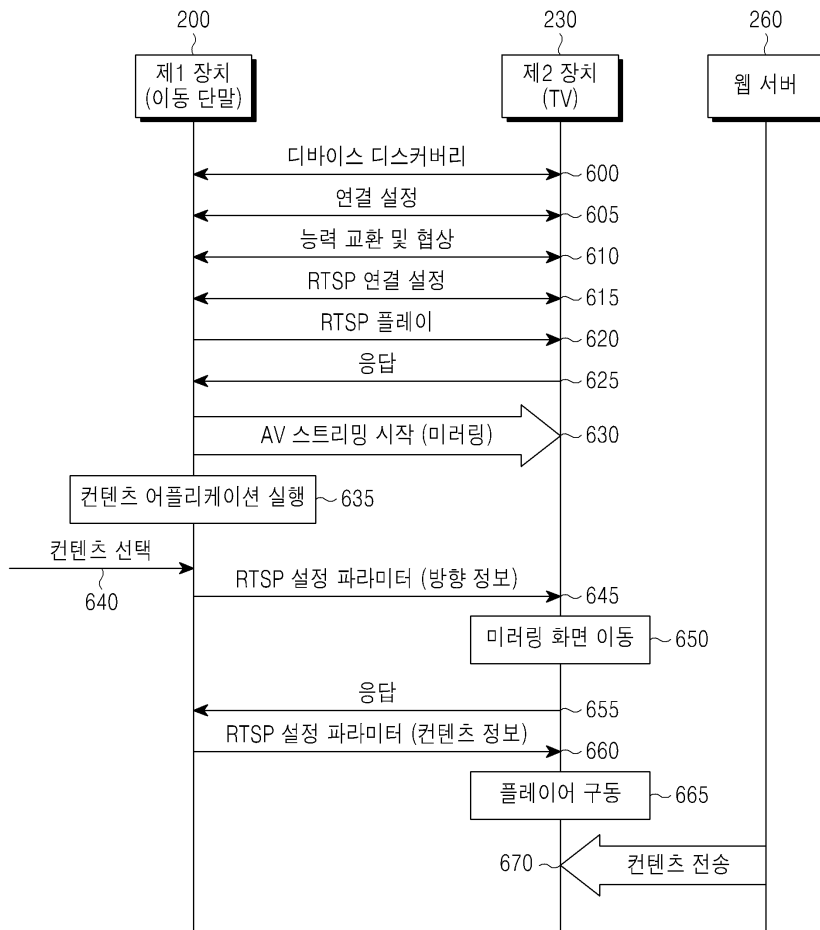 200
230
260
제1 장치
(이동 단말)
제2 장치
(TV)
웹 서버
디바이스 디스커버리
600
연결 설정
605
능력 교환 및 협상
610
RTSP 연결 설정
615
RTSP 플레이
620
응답
625
AV 스트리밍 시작 (미러링)
630
컨텐츠 어플리케이션 실행
635
컨텐츠 선택
640
RTSP 설정 파라미터 (방향 정보)
645
미러링 화면 이동
650
응답
655
RTSP 설정 파라미터 (컨텐츠 정보)
660
플레이어 구동
665
670
컨텐츠 전송